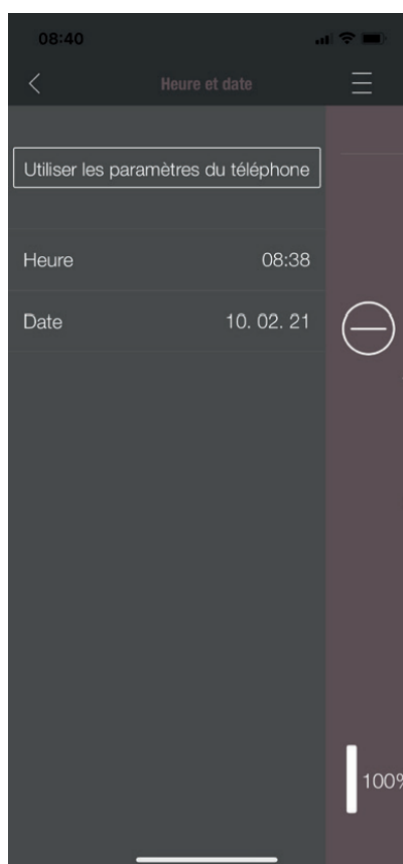 08:40
Heure et date
Utiliser les paramètres du téléphone
Heure 08:38
Date 10. 02. 21
100%